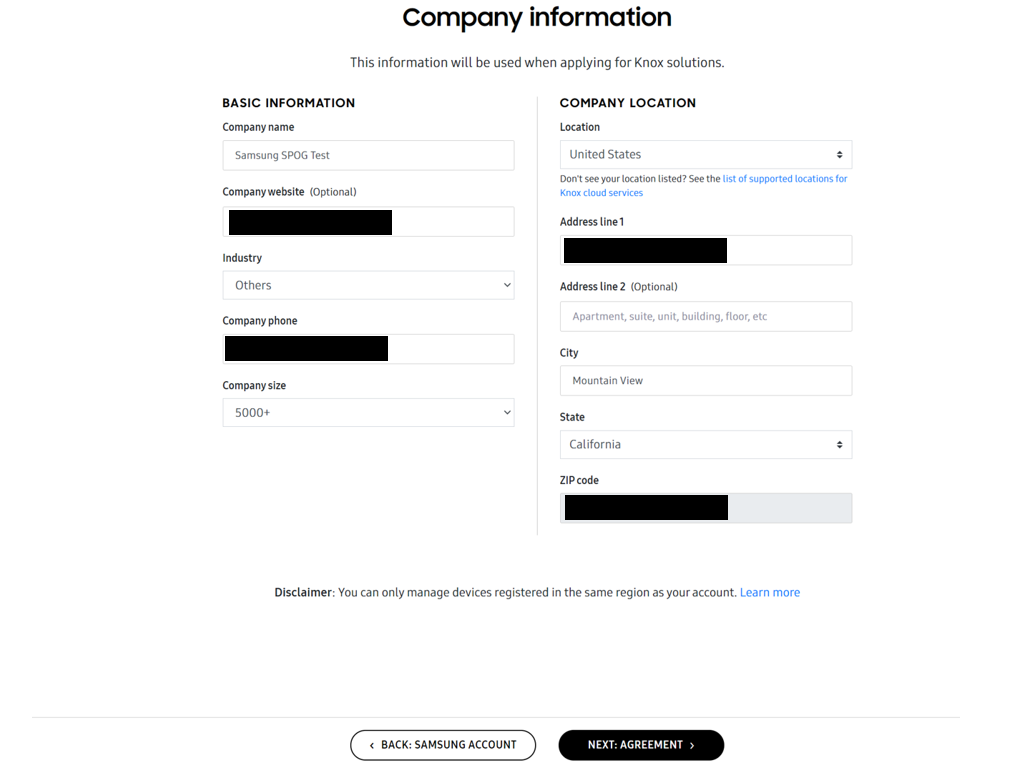 Company information
This information will be used when applying for Knox solutions.
BASIC INFORMATION
Company name
Samsung SPOG Test
Company website (Optional)
Industry
Others
Company phone
Company size
5000+
COMPANY LOCATION
Location
United States
Don't see your location listed? See the list of supported locations for
Knox cloud services
Address line 1
Address line 2 (Optional)
Apartment, suite, unit, building, floor, etc
City
Mountain View
State
California
ZIP code
Disclaimer: You can only manage devices registered in the same region as your account. Learn more
‹ BACK: SAMSUNG ACCOUNT
NEXT: AGREEMENT ›